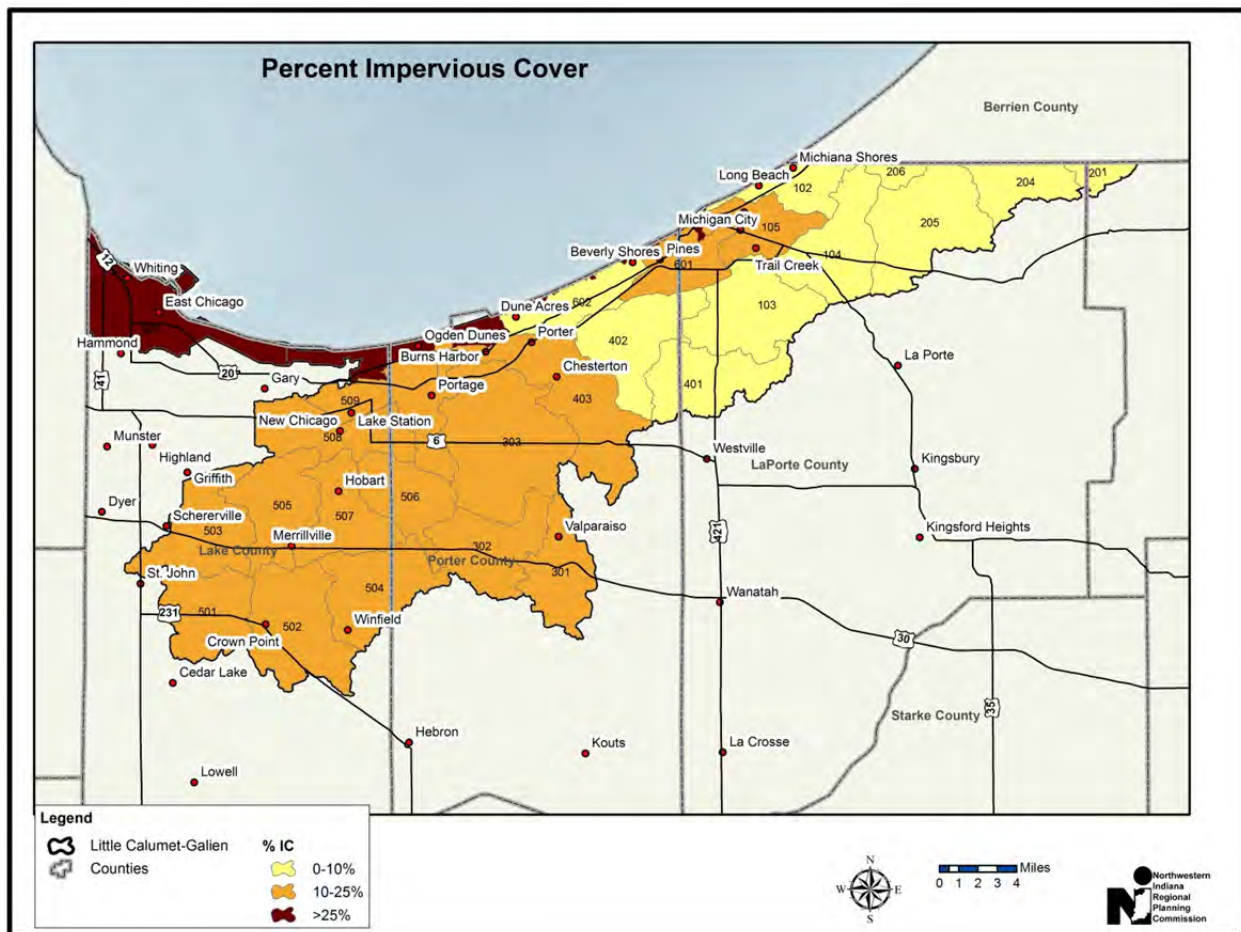 Percent Impervious Cover
Berrien County
Michiana Shores
Long Beach
102
206
204
201
205
Michigan City
105
104
Beverly Shores
Pines
601
Trail Creek
12
Whiting
East Chicago
Dune Acres
602
103
Hammond
Ogden Dunes
Porter
402
Burns Harbor
20
Gary
41
Portage
Chesterton
403
401
La Porte
509
New Chicago
Lake Station
508
6
303
Munster
Highland
Westville
LaPorte County
Kingsbury
Griffith
Hobart
506
505
507
Dyer
Schererville
503
Merrillville
Valparaiso
421
Kingsford Heights
Lake County
302
Porter County
301
St. John
504
Wanatah
501
231
502
Winfield
Crown Point
30
Cedar Lake
35
Starke County
Hebron
Kouts
La Crosse
Lowell
Legend
Little Calumet-Galien
Counties
% IC
0-10%
10-25%
>25%
N
W
E
S
Miles
0 1 2 3 4
Northwestern
Indiana
Regional
Planning
Commission